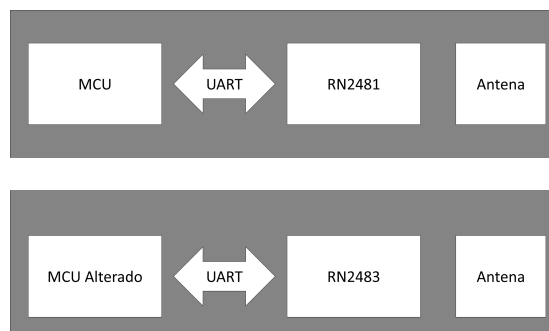 MCU
UART
RN2481
Antena
MCU Alterado
UART
RN2483
Antena